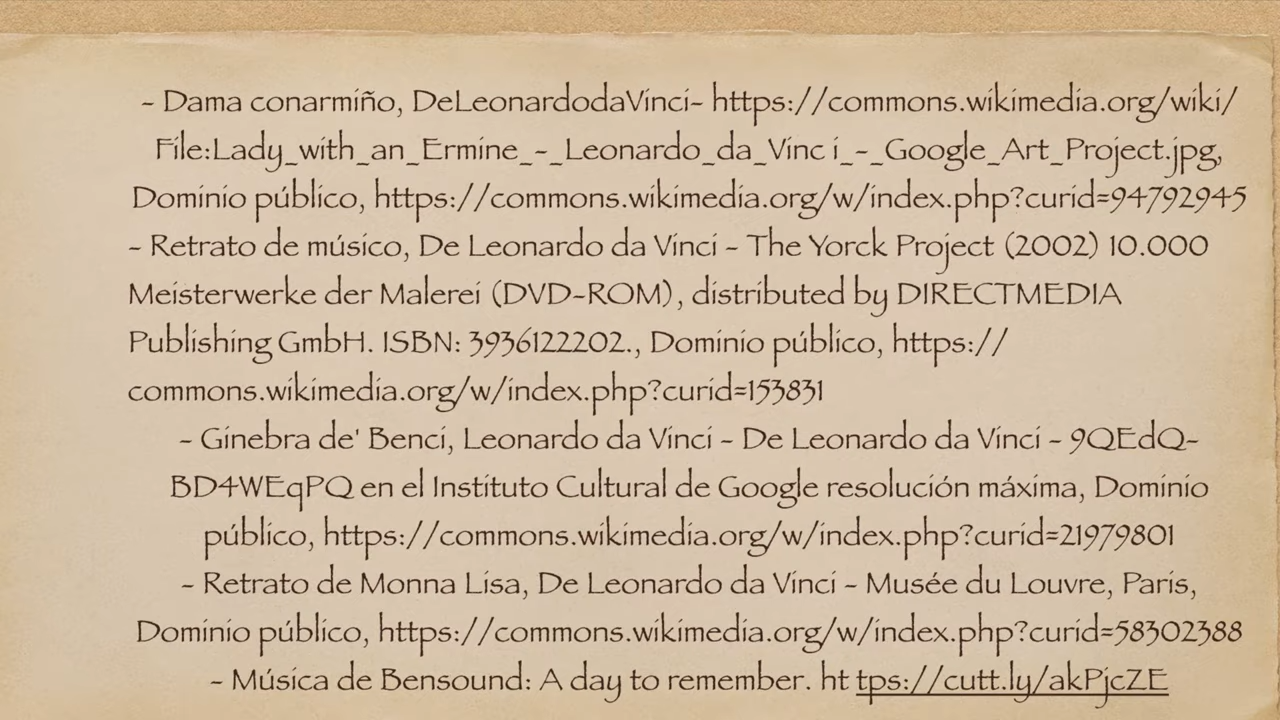 - Dama conarmiño, DeLeonardodaVinci- https://commons.wikimedia.org/wiki/
File:Lady_with_an_Ermine_-_Leonardo_da_Vinc i_-_Google_Art_Project.jpg,
Dominio público, https://commons.wikimedia.org/w/index.php?curid=94792945
- Retrato de músico, De Leonardo da Vinci - The Yorck Project (2002) 10.000
Meisterwerke der Malerei (DVD-ROM), distributed by DIRECTMEDIA
Publishing GmbH. ISBN: 3936122202., Dominio público, https://
commons.wikimedia.org/w/index.php?curid=153831
- Ginebra de' Benci, Leonardo da Vinci - De Leonardo da Vinci - 9QEdQ-
BD4WEqPQ en el Instituto Cultural de Google resolución máxima, Dominio
público, https://commons.wikimedia.org/w/index.php?curid=21979801
- Retrato de Monna Lisa, De Leonardo da Vinci - Musée du Louvre, Paris,
Dominio público, https://commons.wikimedia.org/w/index.php?curid=58302388
- Música de Bensound: A day to remember. ht tps://cutt.ly/akPjcZE